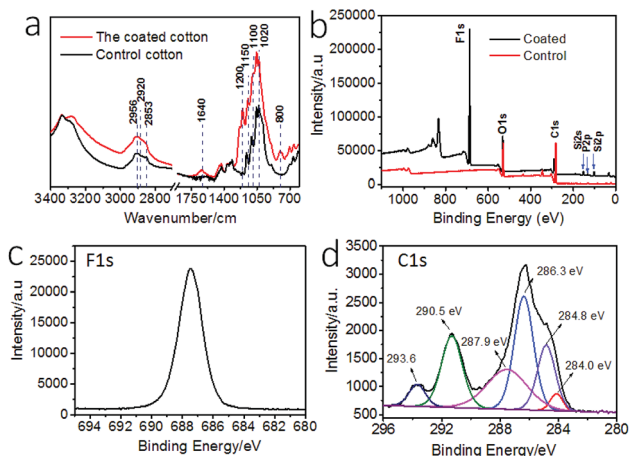 a
The coated cotton
Control cotton
2956
2920
2853
1640
1200
1150
1100
1020
800
Intensity/a.u
3400 3200 3000 2800 1750 1400 1050 700
Wavenumber/cm
b
250000
200000
150000
100000
50000
0
Intensity/a.u
F1s
Coated
Control
O1s
C1s
Si2s
P2p
Si2p
1000 800 600 400 200 0
Binding Energy (eV)
c
F1s
25000
20000
15000
10000
5000
0
Intensity/a.u
694 692 690 688 686 684 682 680
Binding Energy/eV
d
C1s
3500
3000
2500
2000
1500
1000
500
Intensity/a.u.
286.3 eV
290.5 eV
284.8 eV
287.9 eV
293.6
284.0 eV
296 292 288 284 280
Binding Energy/eV